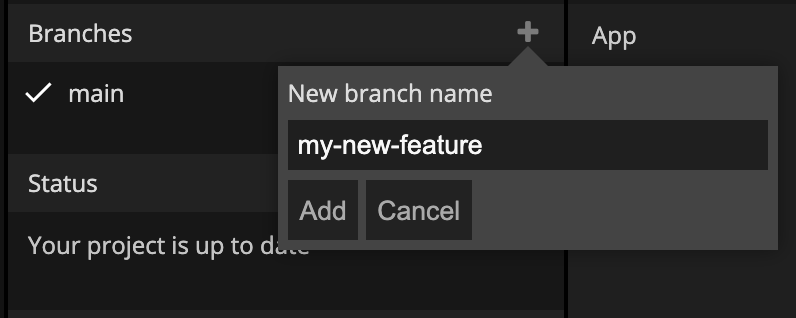 Branches
App
main
New branch name
my-new-feature
Status
Add Cancel
Your project is up to date